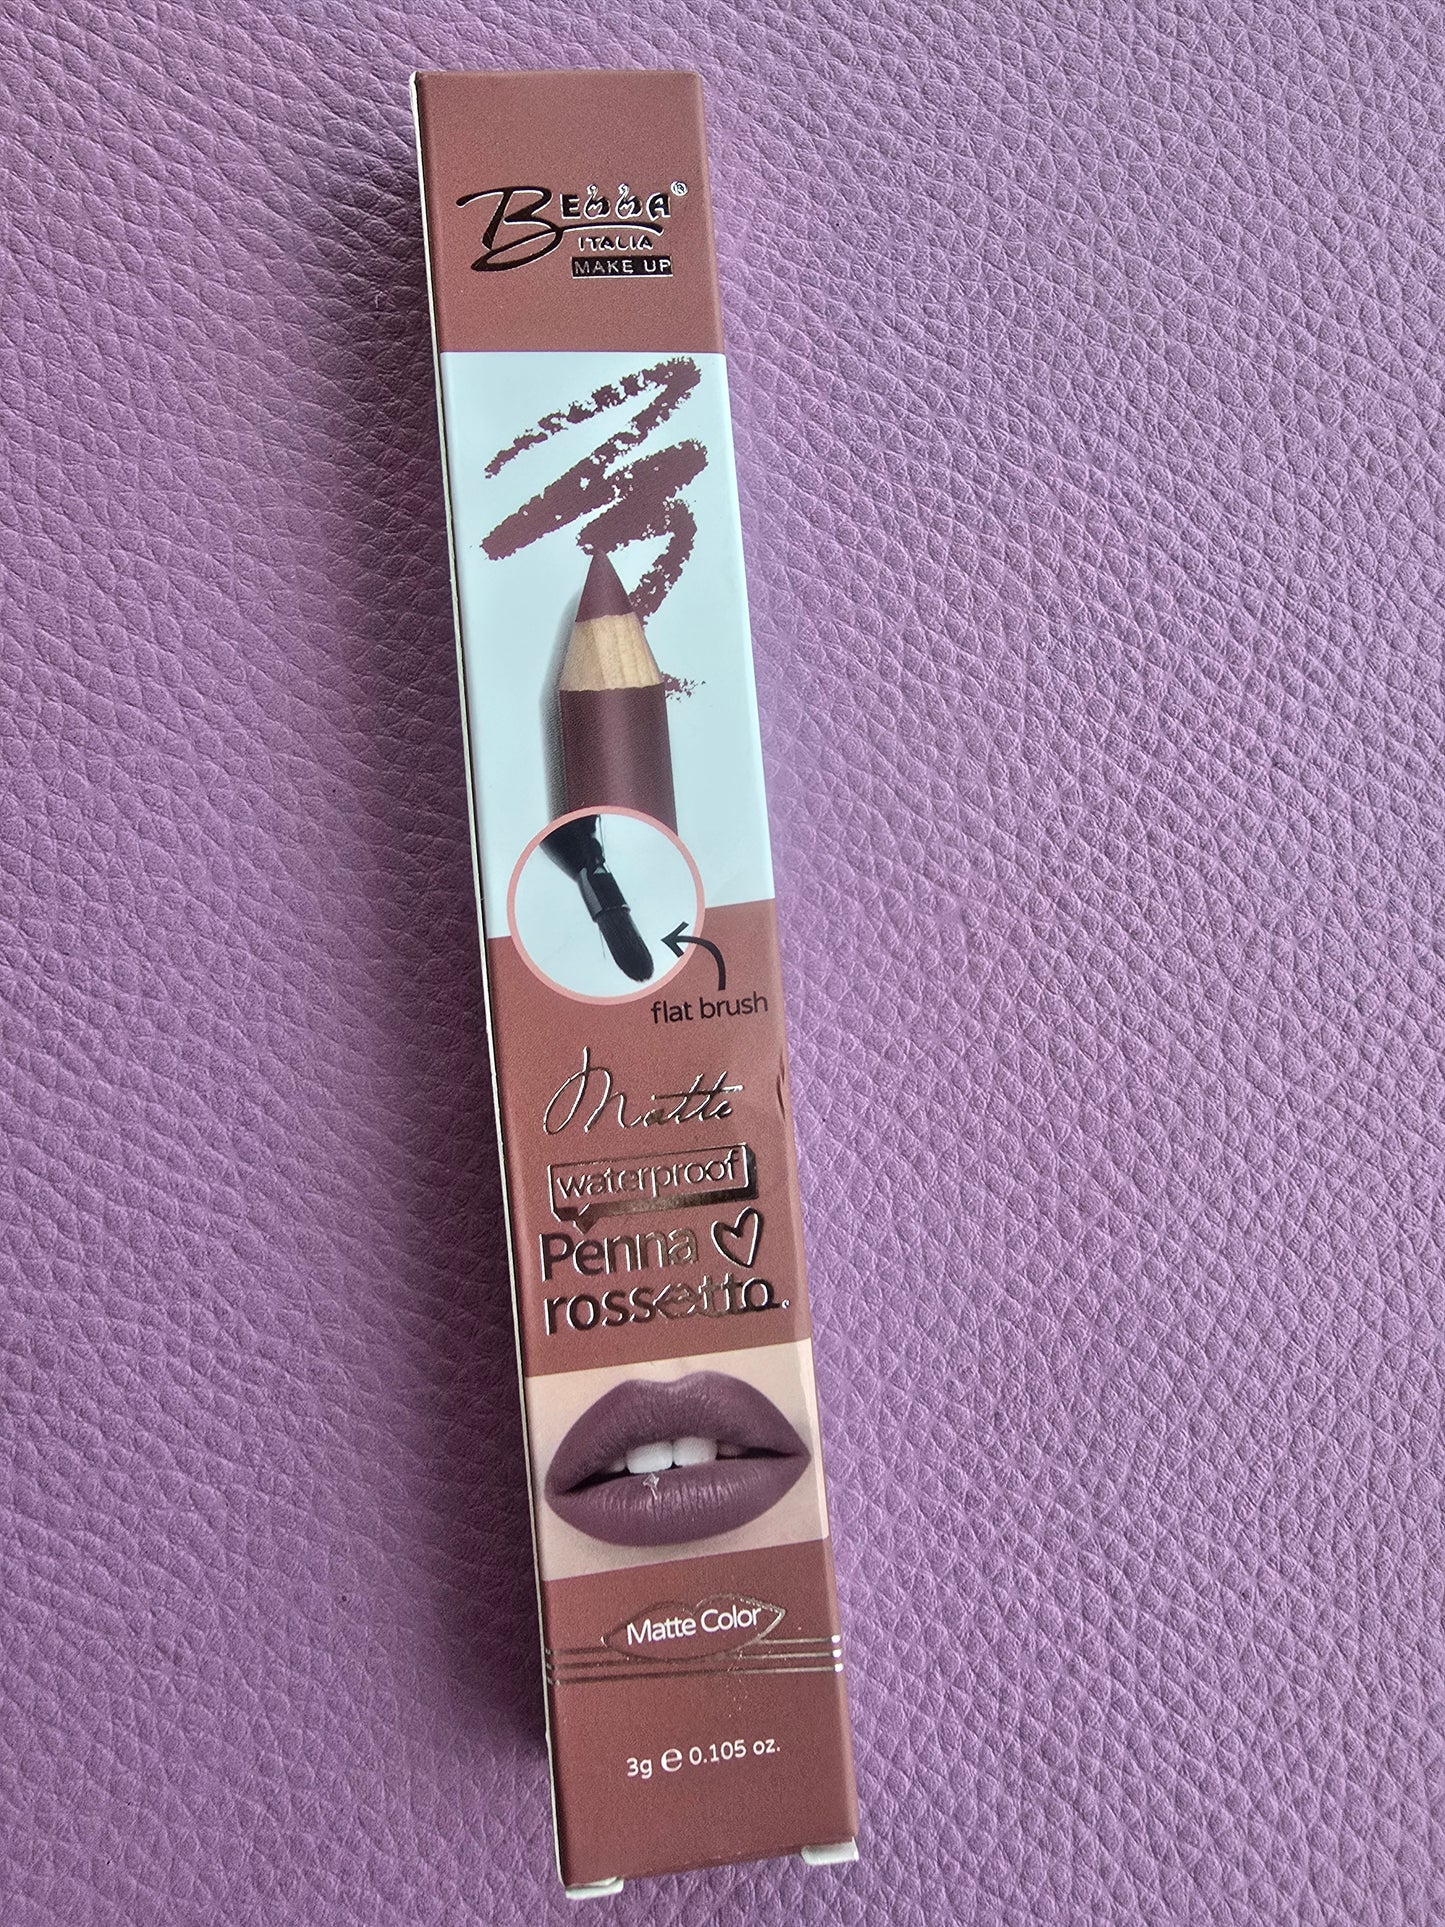 BELLA®
ITALIA
MAKE UP
flat brush
Matte
waterproof
Penna
rossetto.
Matte Color
3g ℮ 0.105 oz.